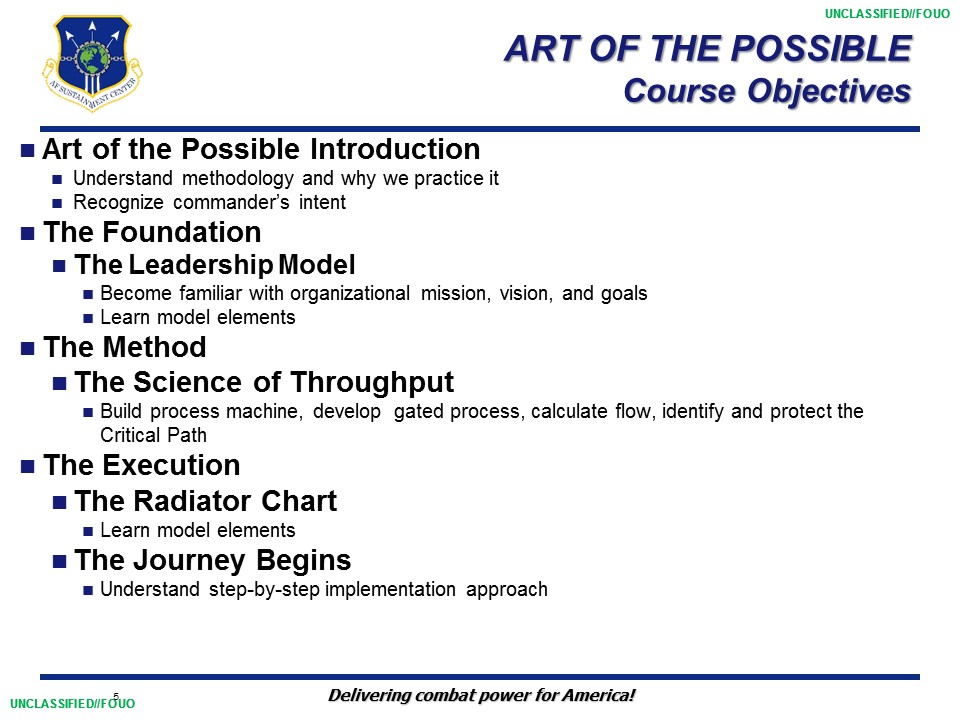 UNCLASSIFIED//FOUO
ART OF THE POSSIBLE
Course Objectives
AF SUSTAINMENT CENTER
Art of the Possible Introduction
Understand methodology and why we practice it
Recognize commander’s intent
The Foundation
The Leadership Model
Become familiar with organizational mission, vision, and goals
Learn model elements
The Method
The Science of Throughput
Build process machine, develop gated process, calculate flow, identify and protect the
Critical Path
The Execution
The Radiator Chart
Learn model elements
The Journey Begins
Understand step-by-step implementation approach
5
Delivering combat power for America!
UNCLASSIFIED//FOUO